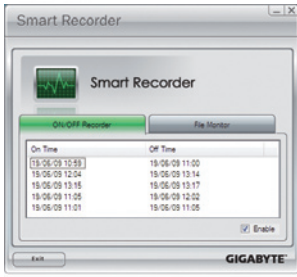 Smart Recorder
Smart Recorder
ON/OFF Recorder File Monitor
On Time Off Time
19/06/09 10:59 19/06/09 11:00
19/06/09 12:04 19/06/09 13:14
19/06/09 13:15 19/06/09 13:17
19/06/09 11:05 19/06/09 12:02
19/06/09 11:01 19/06/09 11:05
Enable
Exit GIGABYTE